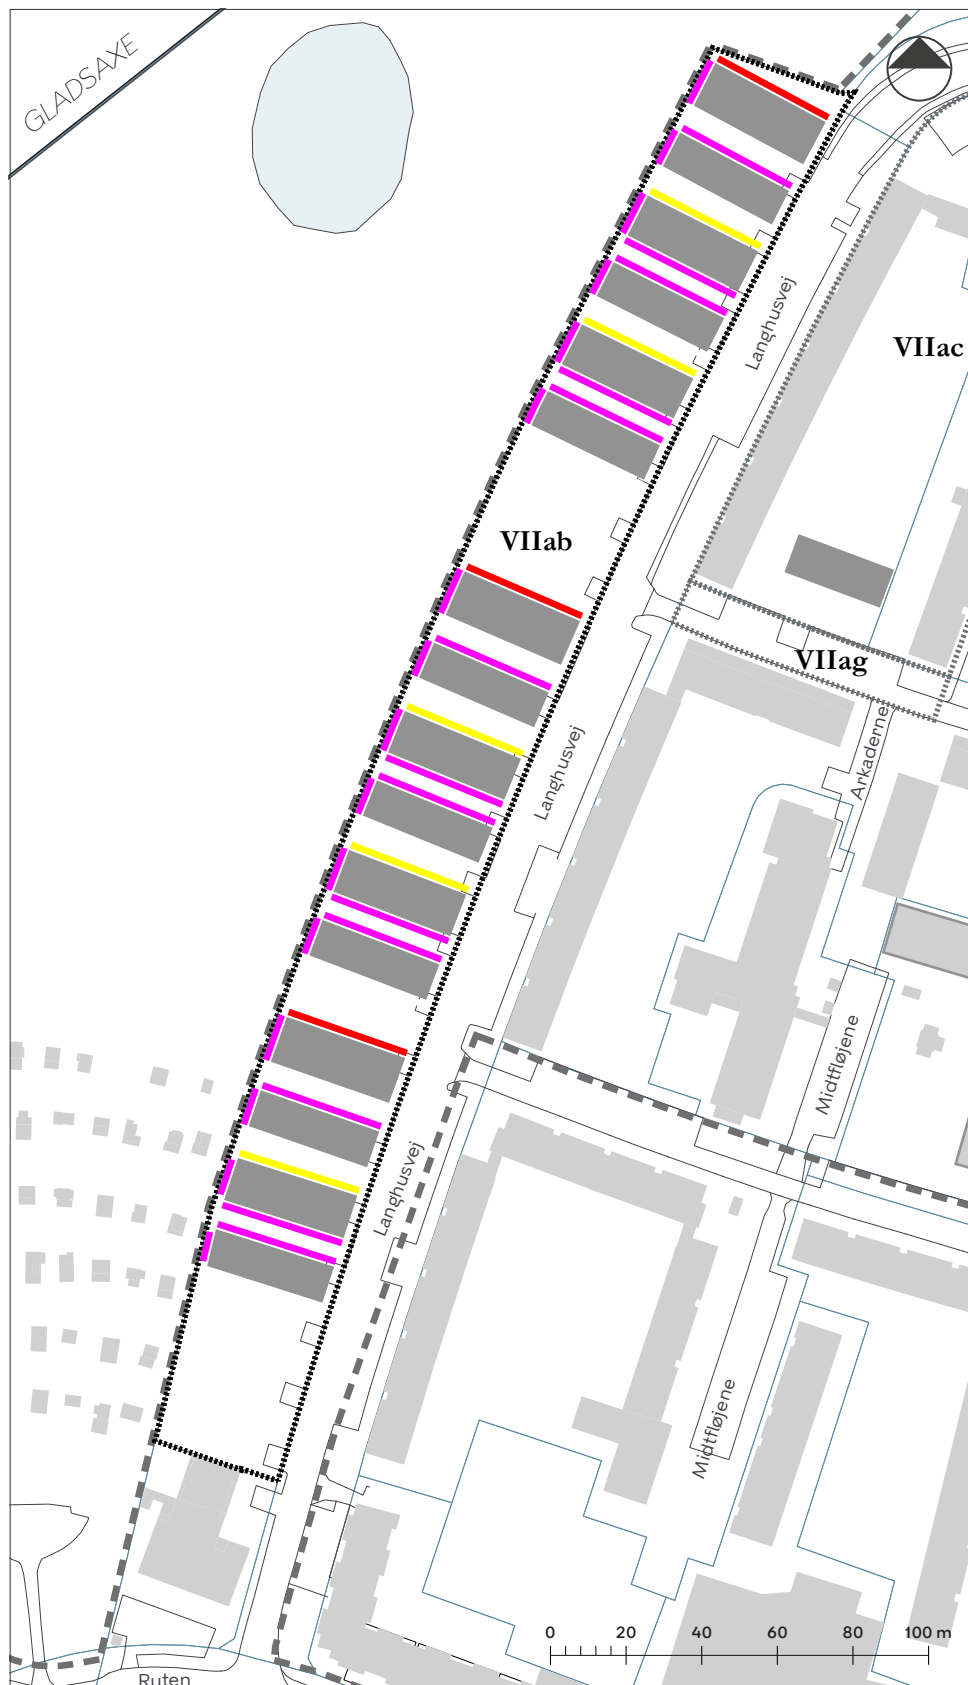 GLADSAXE
Langhusvej
VIIac
VIIab
VIIag
Langhusvej
Arkaderne
Midtfløjene
Langhusvej
Midtfløjene
0 20 40 60 80 100 m
Ruten